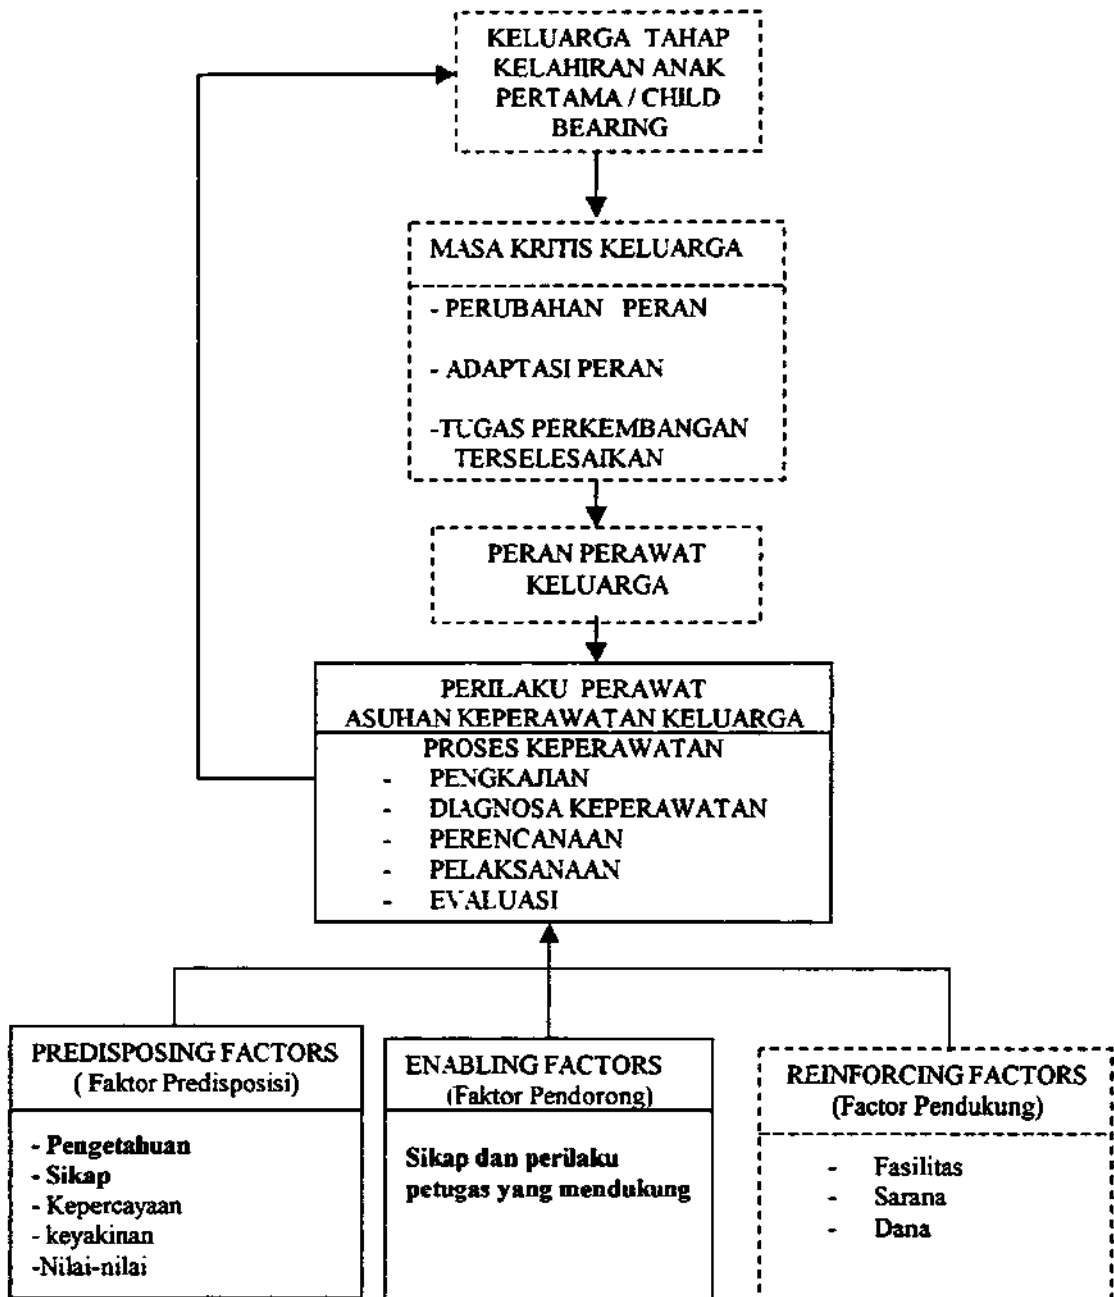 KELUARGA TAHAP
KELAHIRAN ANAK
PERTAMA / CHILD
BEARING
MASA KRITIS KELUARGA
- PERUBAHAN PERAN
- ADAPTASI PERAN
-TUGAS PERKEMBANGAN
TERSELESAIKAN
PERAN PERAWAT
KELUARGA
PERILAKU PERAWAT
ASUHAN KEPERAWATAN KELUARGA
PROSES KEPERAWATAN
- PENGKAJIAN
- DIAGNOSA KEPERAWATAN
- PERENCANAAN
- PELAKSANAAN
- EVALUASI
PREDISPOSING FACTORS
( Faktor Predisposisi)
- Pengetahuan
- Sikap
- Kepercayaan
- keyakinan
-Nilai-nilai
ENABLING FACTORS
(Faktor Pendorong)
Sikap dan perilaku
petugas yang mendukung
REINFORCING FACTORS
(Factor Pendukung)
- Fasilitas
- Sarana
- Dana